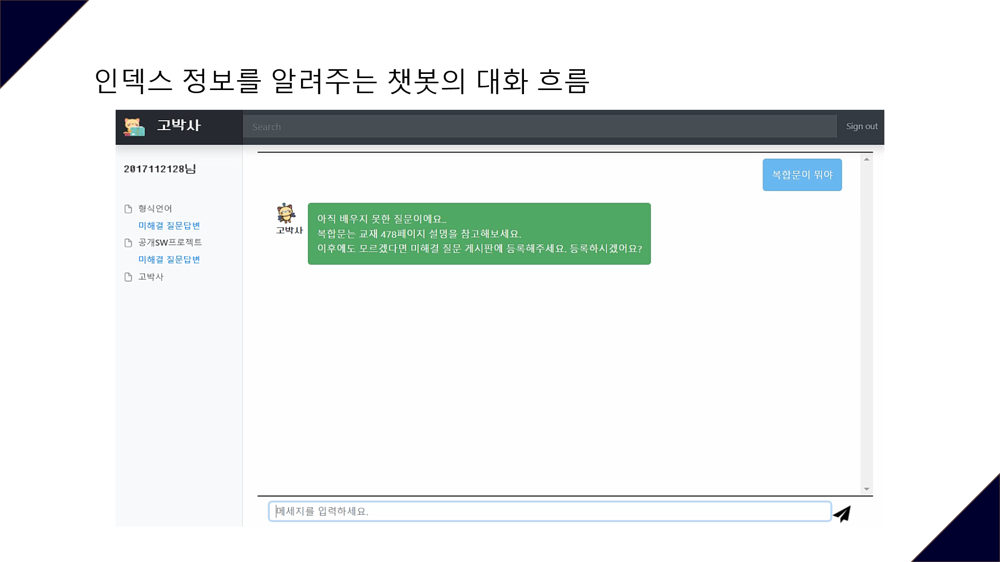 인덱스 정보를 알려주는 챗봇의 대화 흐름
고박사
Search
Sign out
2017112128님
형식언어
미해결 질문답변
공개SW프로젝트
미해결 질문답변
고박사
복합문이 뭐야
고박사
아직 배우지 못한 질문이에요..
복합문는 교재 478페이지 설명을 참고해보세요.
이후에도 모르겠다면 미해결 질문 게시판에 등록해주세요. 등록하시겠어요?
메세지를 입력하세요.